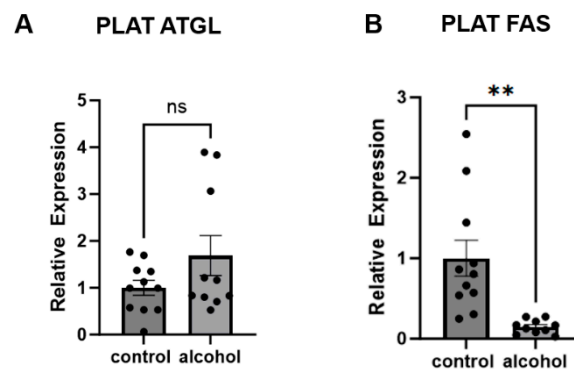 A PLAT ATGL
ns
Relative Expression
5
4
3
2
1
0
control alcohol
B PLAT FAS
**
Relative Expression
3
2
1
0
control alcohol